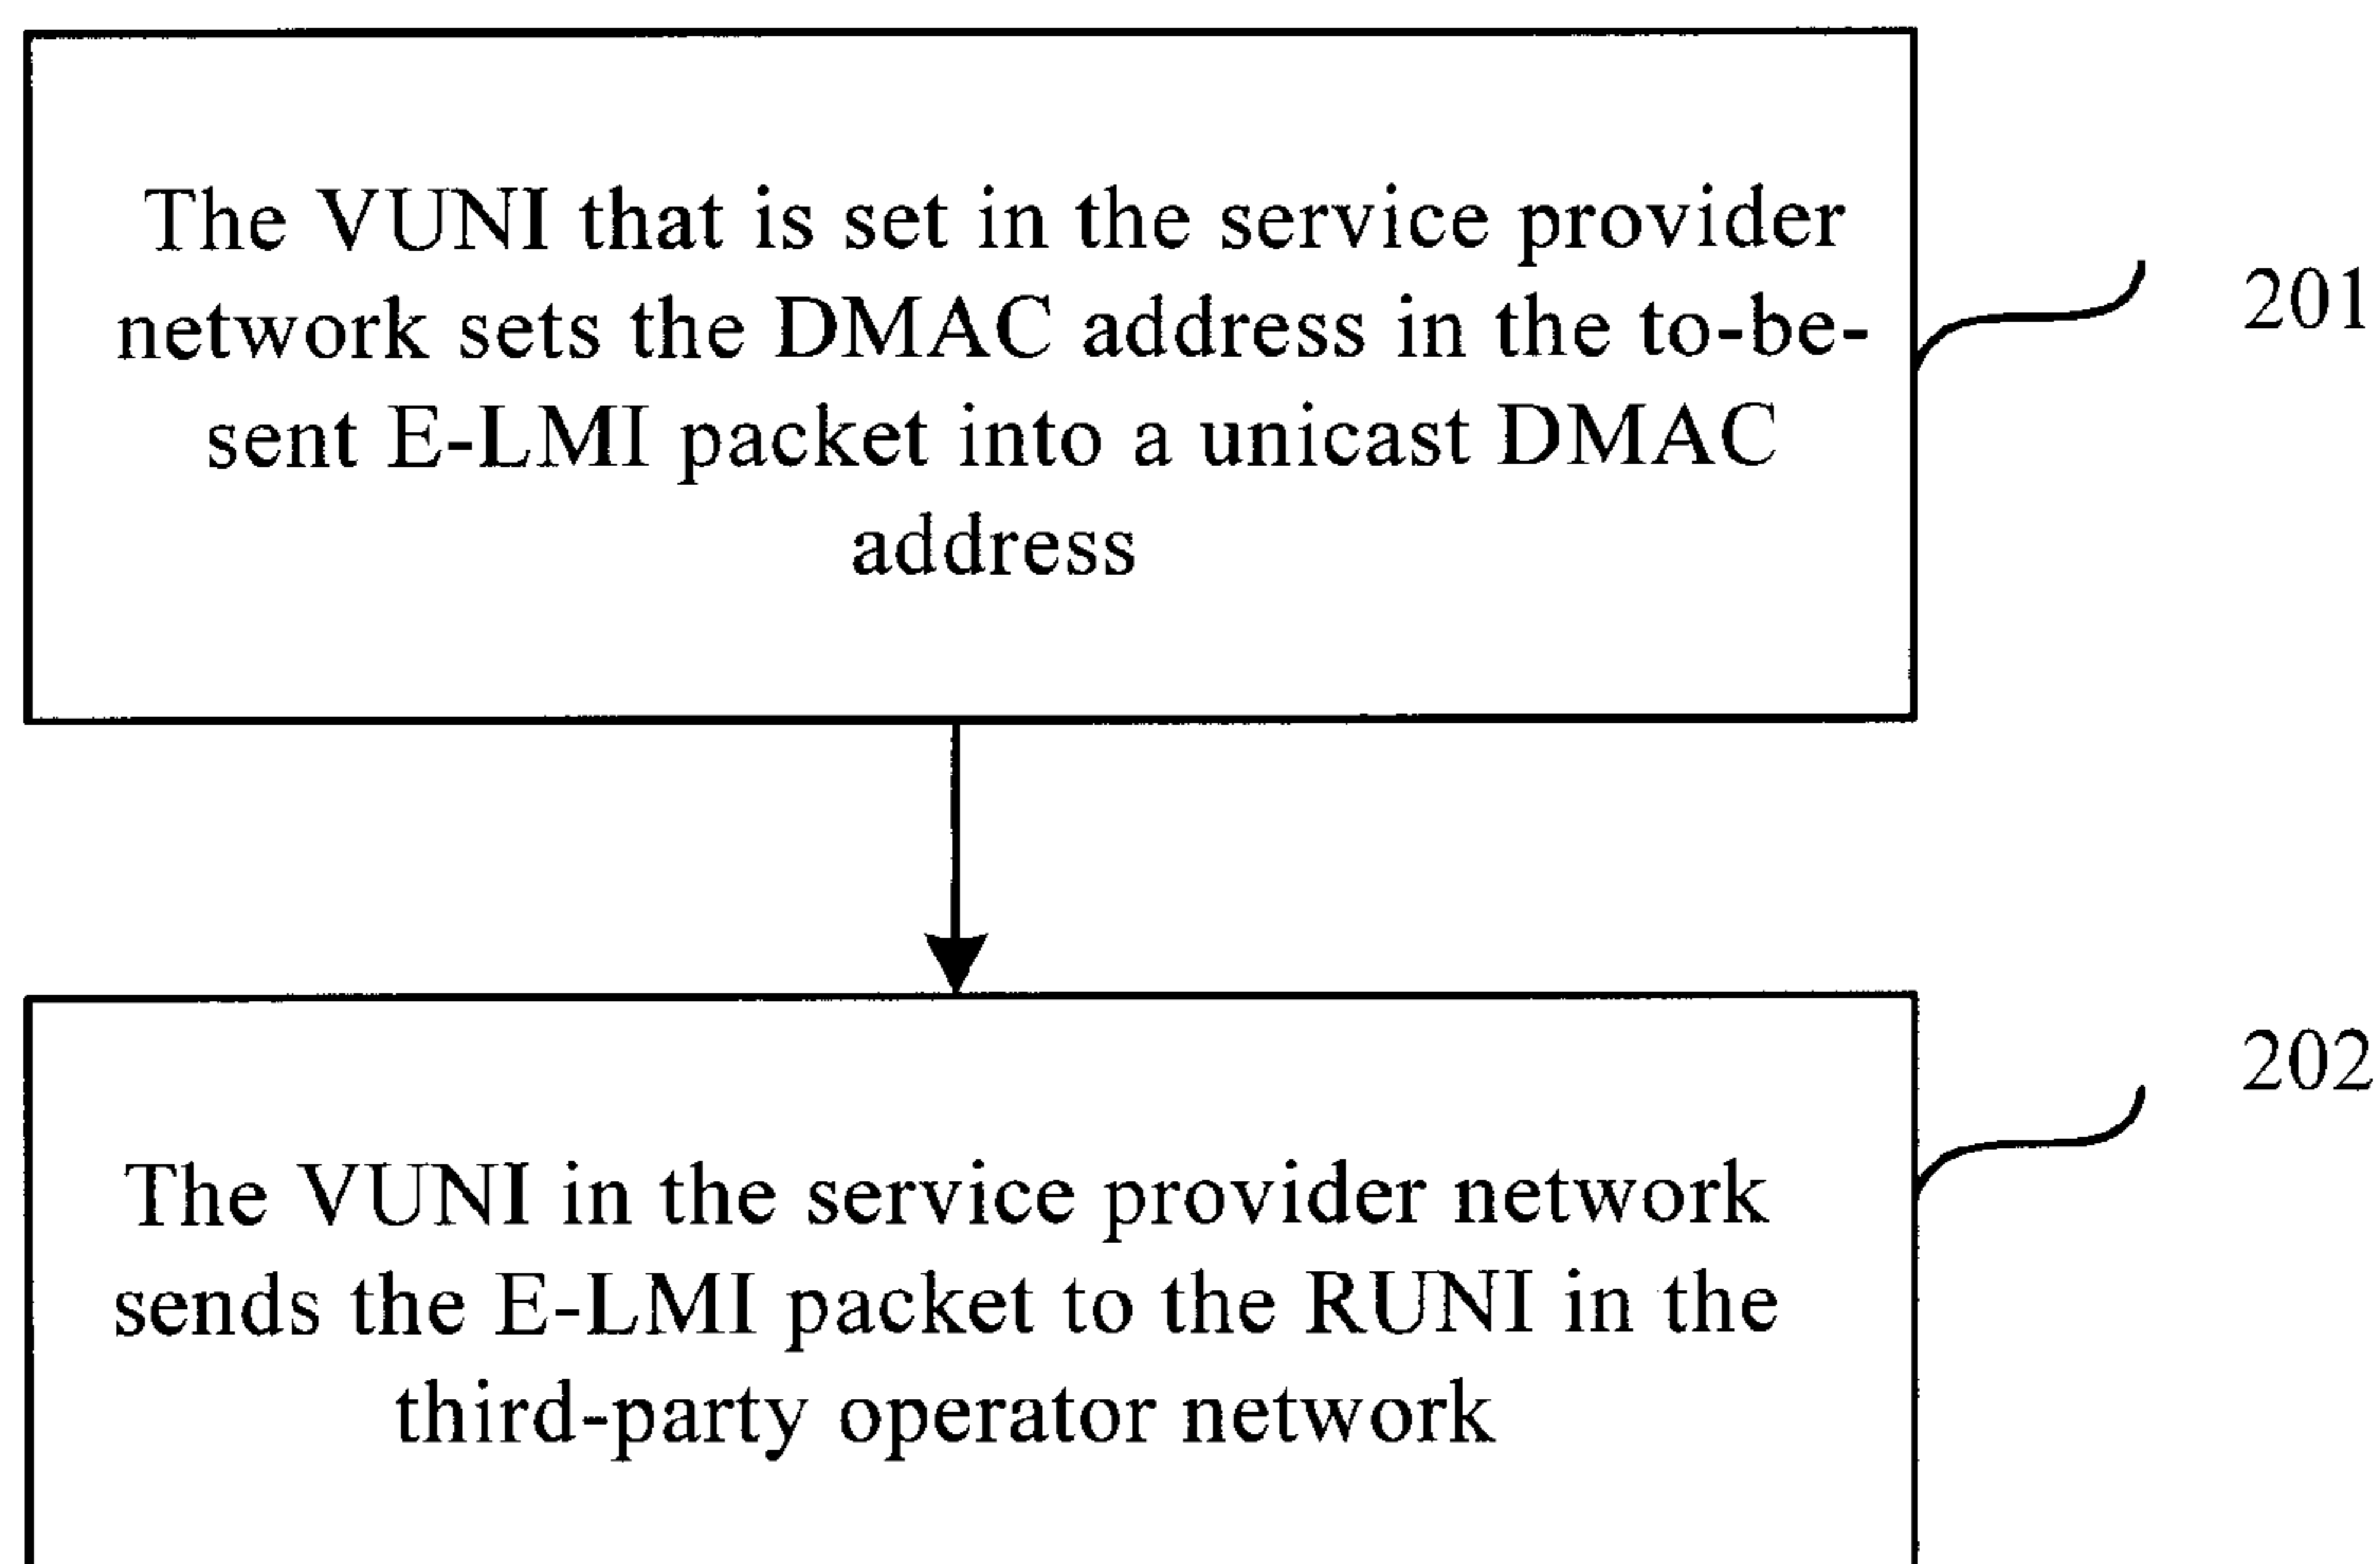 The VUNI that is set in the service provider
network sets the DMAC address in the to-be-
sent E-LMI packet into a unicast DMAC
address
201
202
The VUNI in the service provider network
sends the E-LMI packet to the RUNI in the
third-party operator network